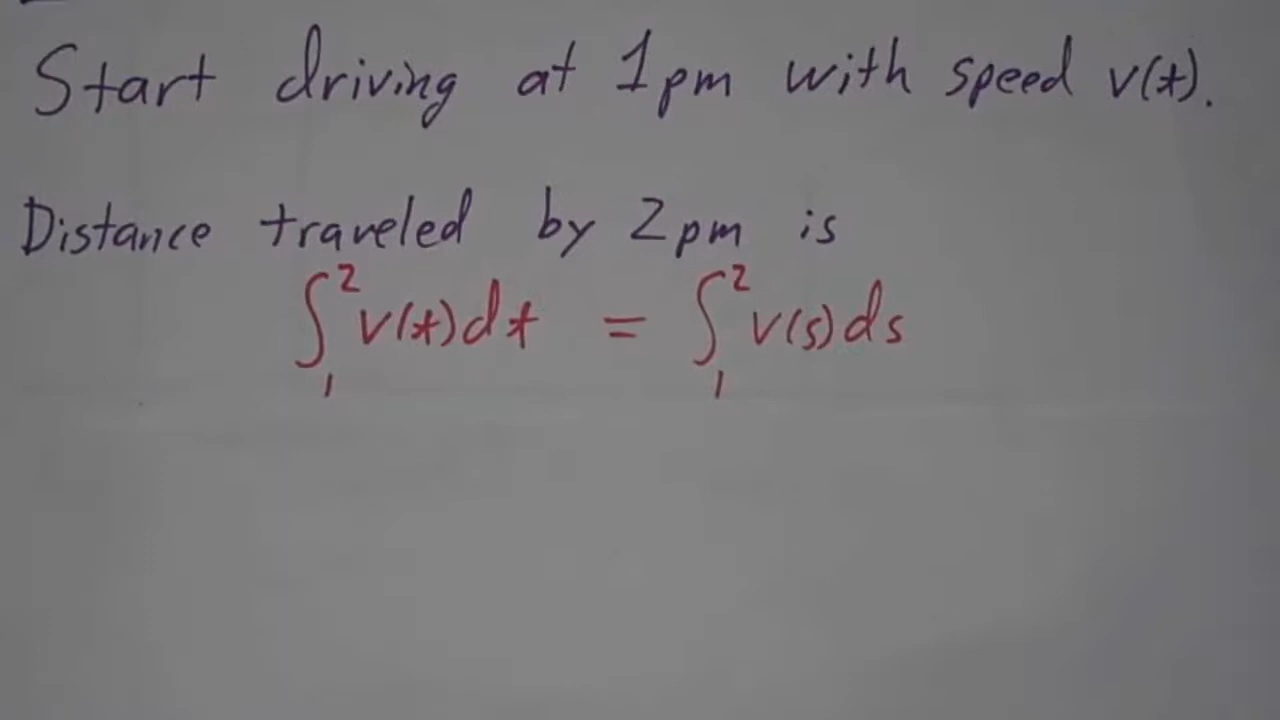 Start driving at 1pm with speed v(t).
Distance traveled by 2pm is
∫₁² v(t)dt = ∫₁² v(s)ds